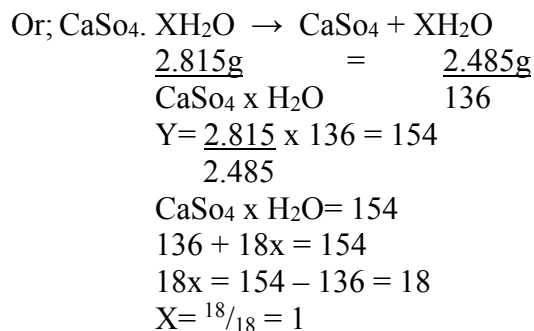 Or; CaSo₄. XH₂O → CaSo₄ + XH₂O
2.815g = 2.485g
CaSo₄ x H₂O 136
Y= 2.815 x 136 = 154
2.485
CaSo₄ x H₂O= 154
136 + 18x = 154
18x = 154 – 136 = 18
X= ¹⁸/₁₈ = 1